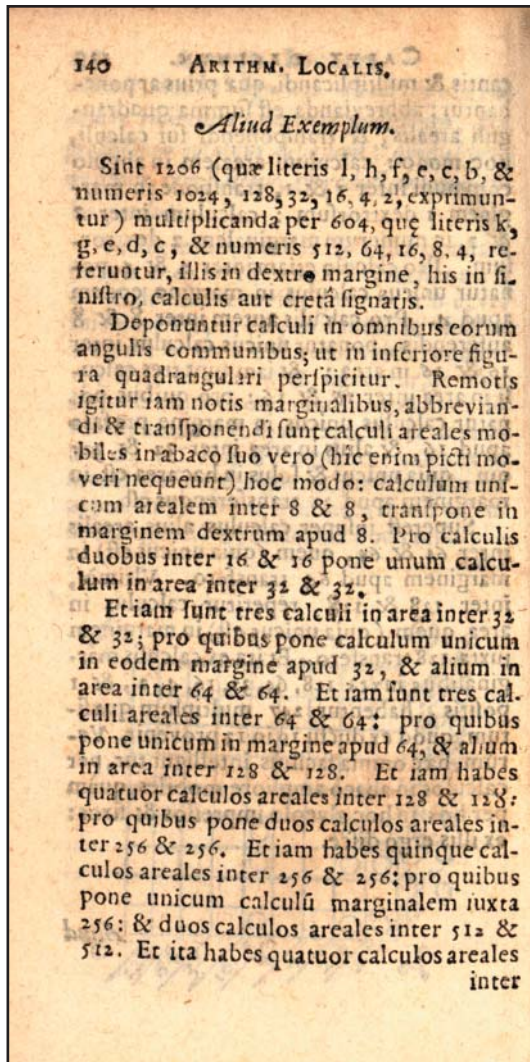 140 ARITHM. LOCALIS.
Aliud Exemplum.
Sint 1206 (quæ literis l, h, f, e, c, b, &
numeris 1024, 128, 32, 16, 4, 2, exprimun-
tur) multiplicanda per 604, quę literis k,
g, e, d, c, & numeris 512, 64, 16, 8, 4, re-
feruntur, illis in dextro margine, his in si-
nistro, calculis aut cretâ signatis.
Deponuntur calculi in omnibus eorum
angulis communibus; ut in inferiore figu-
ra quadrangulari perspicitur. Remotis
igitur iam notis marginalibus, abbrevian-
di & transponendi sunt calculi areales mo-
biles in abaco suo vero (hic enim picti mo-
veri nequeunt) hoc modo: calculum uni-
cum arealem inter 8 & 8, transpone in
marginem dextrum apud 8. Pro calculis
duobus inter 16 & 16 pone unum calcu-
lum in area inter 32 & 32.
Et iam sunt tres calculi in area inter 32
& 32; pro quibus pone calculum unicum
in eodem margine apud 32, & alium in
area inter 64 & 64. Et iam sunt tres cal-
culi areales inter 64 & 64: pro quibus
pone unicum in margine apud 64, & alium
in area inter 128 & 128. Et iam habes
quatuor calculos areales inter 128 & 128:
pro quibus pone duos calculos areales in-
ter 256 & 256. Et iam habes quinque cal-
culos areales inter 256 & 256: pro quibus
pone unicum calculū marginalem iuxta
256: & duos calculos areales inter 512 &
512. Et ita habes quatuor calculos areales
inter